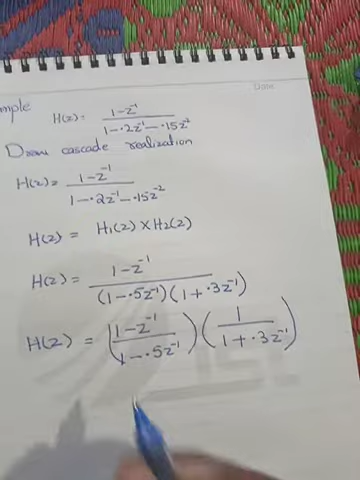 Date
mple H(z) = 1-z⁻¹ / 1-.2z⁻¹-.15z⁻²
Draw cascade realization
H(z) = 1-z⁻¹ / 1-.2z⁻¹-.15z⁻²
H(z) = H₁(z) × H₂(z)
H(z) = 1-z⁻¹ / (1-.5z⁻¹)(1+.3z⁻¹)
H(z) = (1-z⁻¹ / 1-.5z⁻¹) (1 / 1+.3z⁻¹)